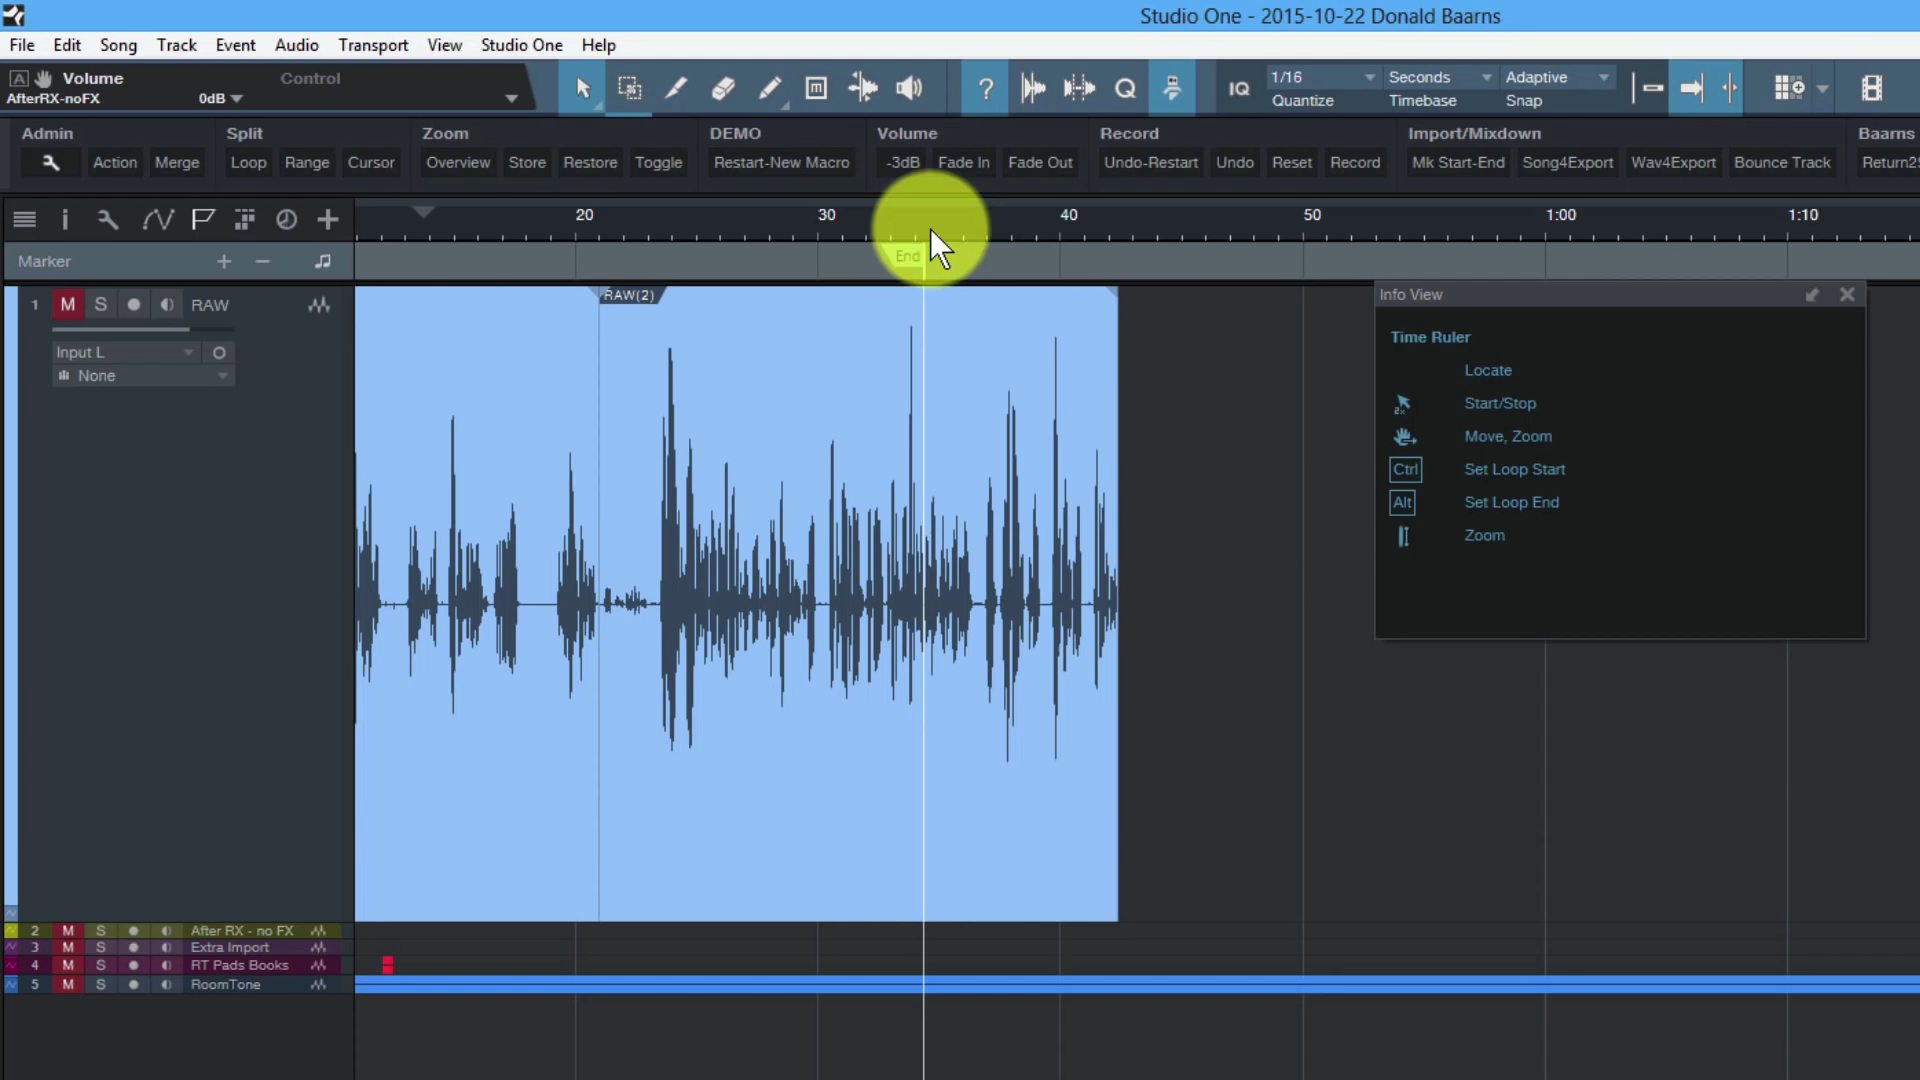 Studio One - 2015-10-22 Donald Baarns
File Edit Song Track Event Audio Transport View Studio One Help
A Volume Control
AfterRX-noFX 0dB
? Q IQ 1/16 Seconds Adaptive
Quantize Timebase Snap
Admin Split Zoom DEMO Volume Record Import/Mixdown Baarns
Action Merge Loop Range Cursor Overview Store Restore Toggle Restart-New Macro -3dB Fade In Fade Out Undo-Restart Undo Reset Record Mk Start-End Song4Export Wav4Export Bounce Track Return2S
20 30 40 50 1:00 1:10
Marker End
1 M S RAW
RAW(2)
Input L
None
Info View
Time Ruler
Locate
2x Start/Stop
Move, Zoom
Ctrl Set Loop Start
Alt Set Loop End
Zoom
2 M S After RX - no FX
3 M S Extra Import
4 M S RT Pads Books
5 M S RoomTone